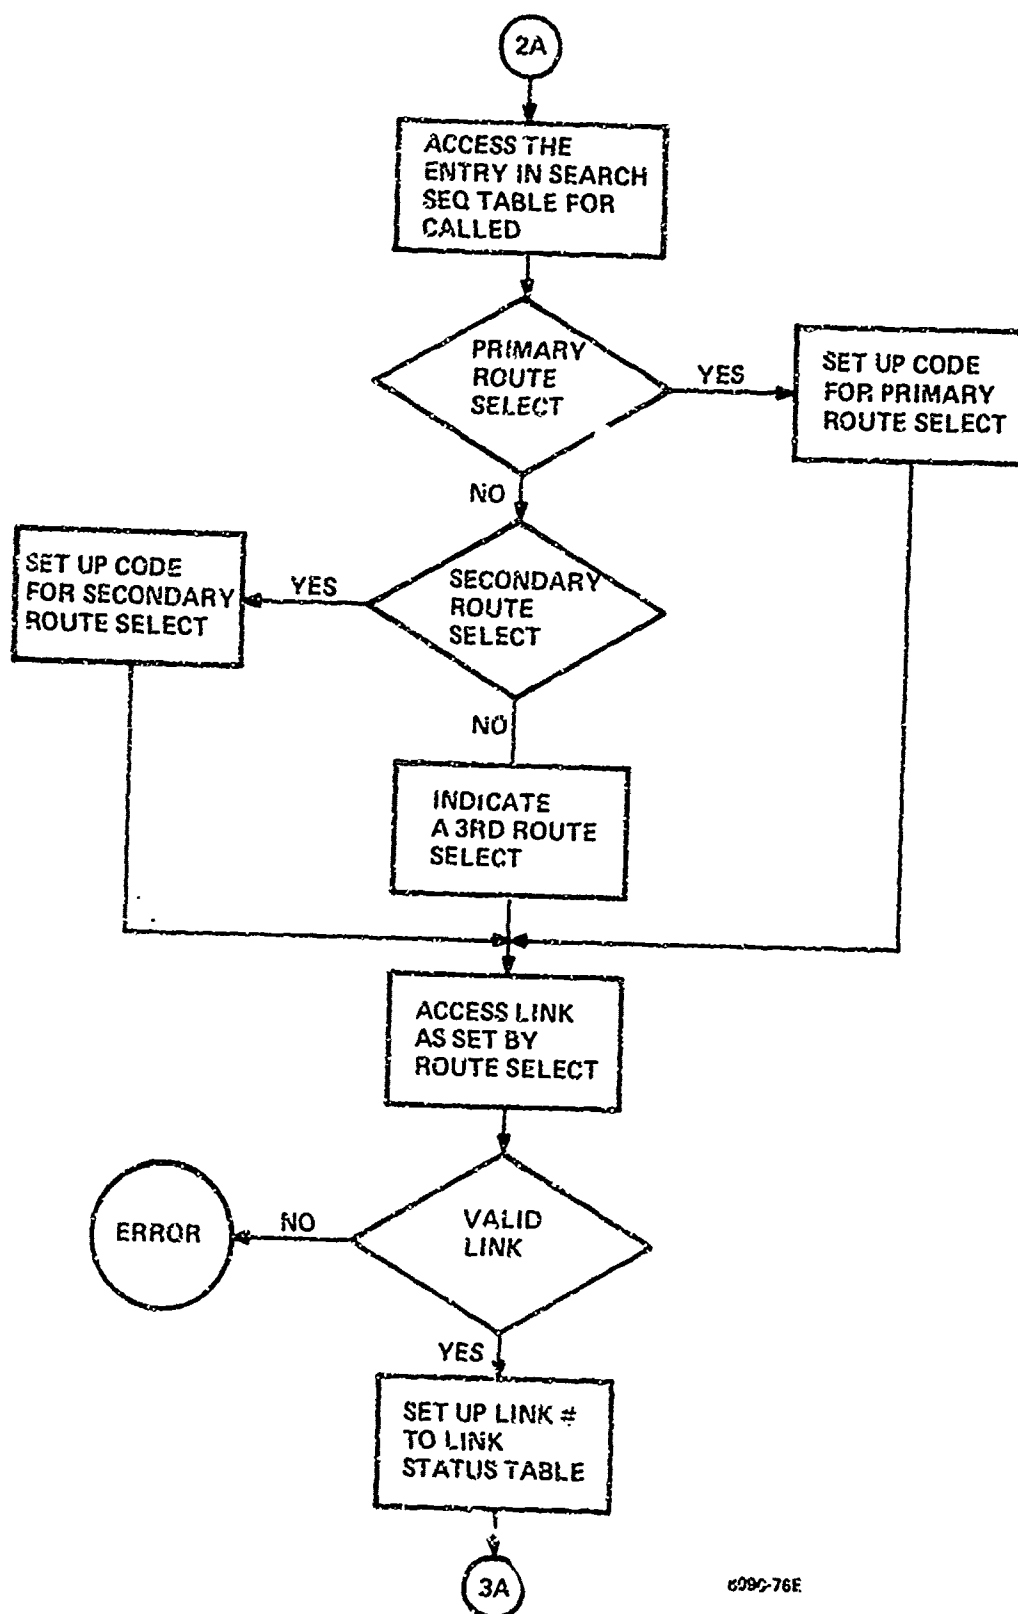 2A
ACCESS THE
ENTRY IN SEARCH
SEQ TABLE FOR
CALLED
PRIMARY
ROUTE
SELECT
YES
SET UP CODE
FOR PRIMARY
ROUTE SELECT
NO
SECONDARY
ROUTE
SELECT
YES
SET UP CODE
FOR SECONDARY
ROUTE SELECT
NO
INDICATE
A 3RD ROUTE
SELECT
ACCESS LINK
AS SET BY
ROUTE SELECT
VALID
LINK
NO
ERROR
YES
SET UP LINK #
TO LINK
STATUS TABLE
3A